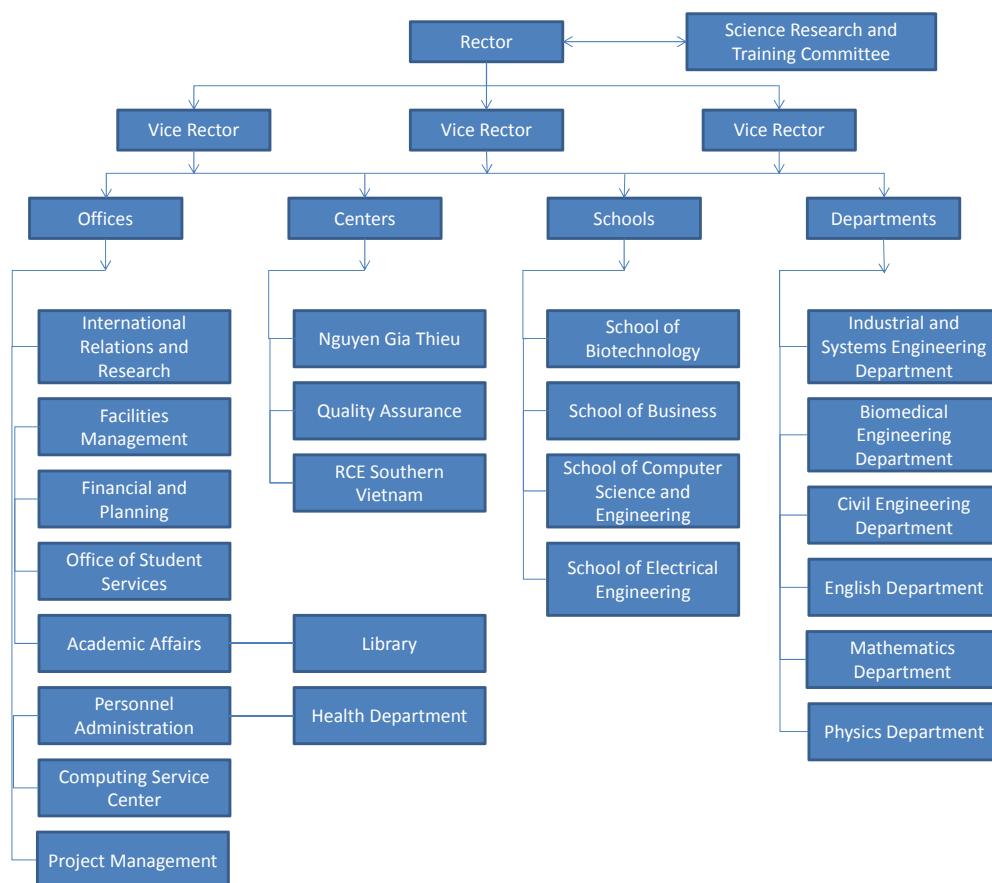 Rector
Science Research and
Training Committee
Vice Rector
Vice Rector
Vice Rector
Offices
Centers
Schools
Departments
International
Relations and
Research
Facilities
Management
Financial and
Planning
Office of Student
Services
Academic Affairs
Personnel
Administration
Computing Service
Center
Project Management
Nguyen Gia Thieu
Quality Assurance
RCE Southern
Vietnam
Library
Health Department
School of
Biotechnology
School of Business
School of Computer
Science and
Engineering
School of Electrical
Engineering
Industrial and
Systems Engineering
Department
Biomedical
Engineering
Department
Civil Engineering
Department
English Department
Mathematics
Department
Physics Department